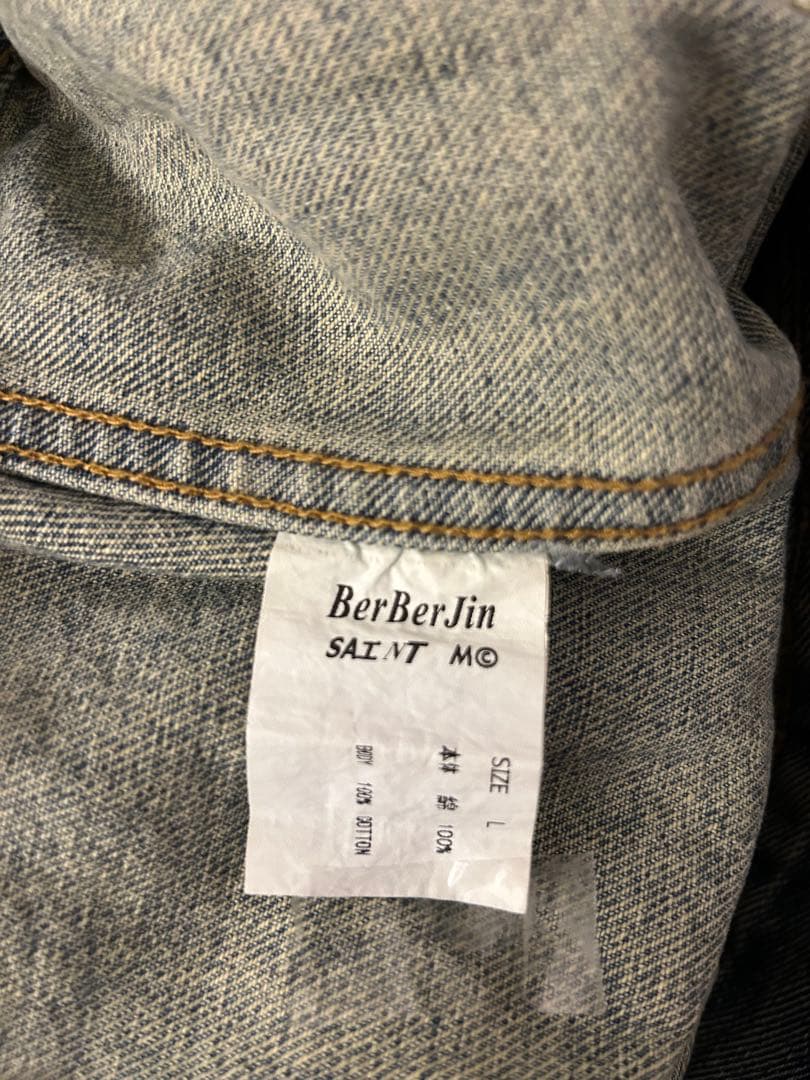 BerBerJin
SAINT M©
SIZE L
本体 綿 100%
BODY 100% COTTON